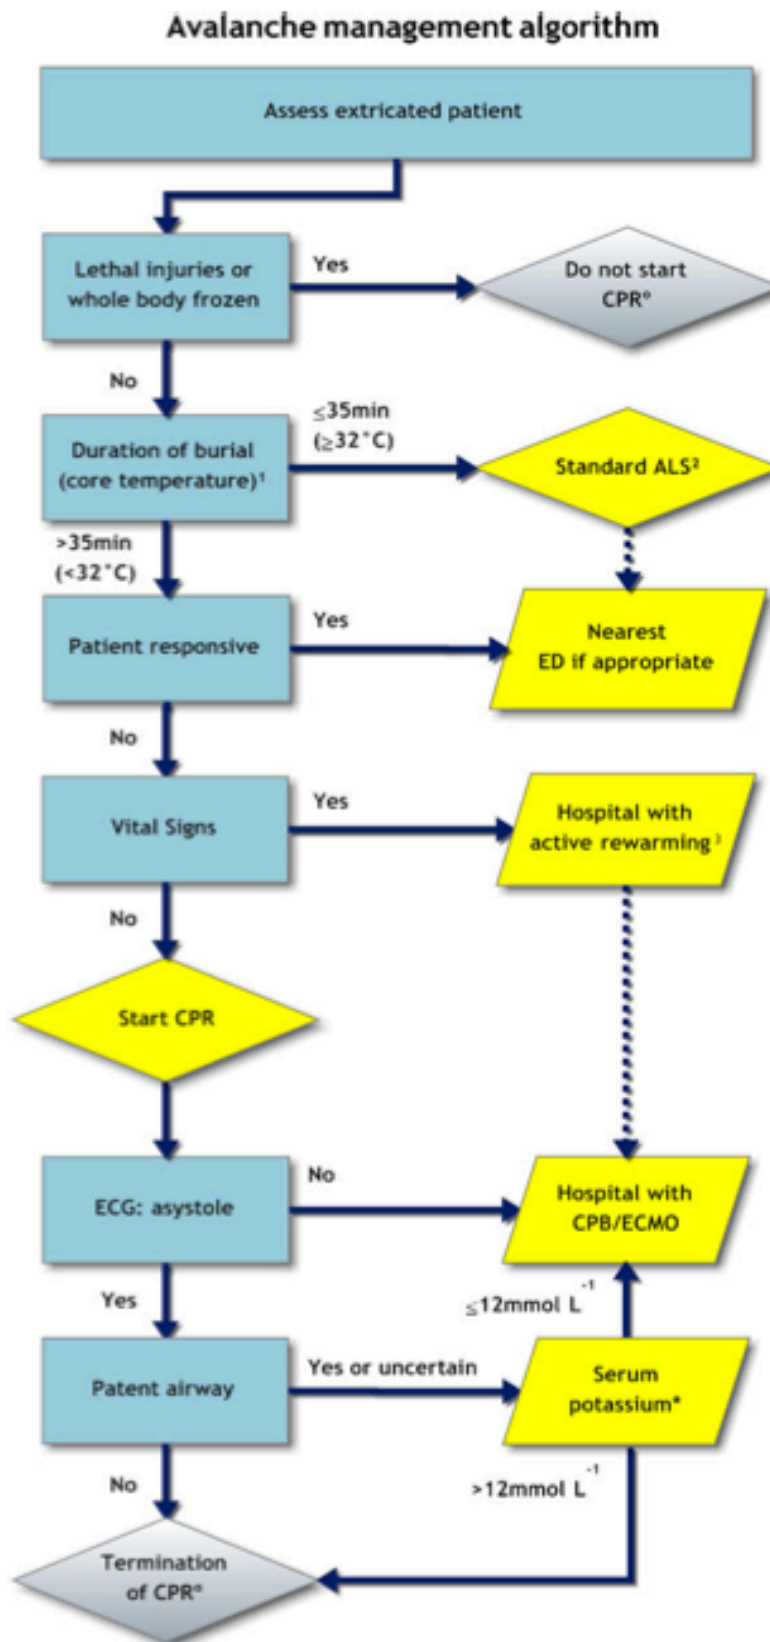 Avalanche management algorithm
Assess extricated patient
Lethal injuries or
whole body frozen
Yes
Do not start
CPRº
No
Duration of burial
(core temperature)¹
≤35min
(≥32°C)
Standard ALS²
>35min
(<32°C)
Patient responsive
Yes
Nearest
ED if appropriate
No
Vital Signs
Yes
Hospital with
active rewarming³
No
Start CPR
ECG: asystole
No
Hospital with
CPB/ECMO
Yes
≤12mmol L⁻¹
Patent airway
Yes or uncertain
Serum
potassium*
No
>12mmol L⁻¹
Termination
of CPRº